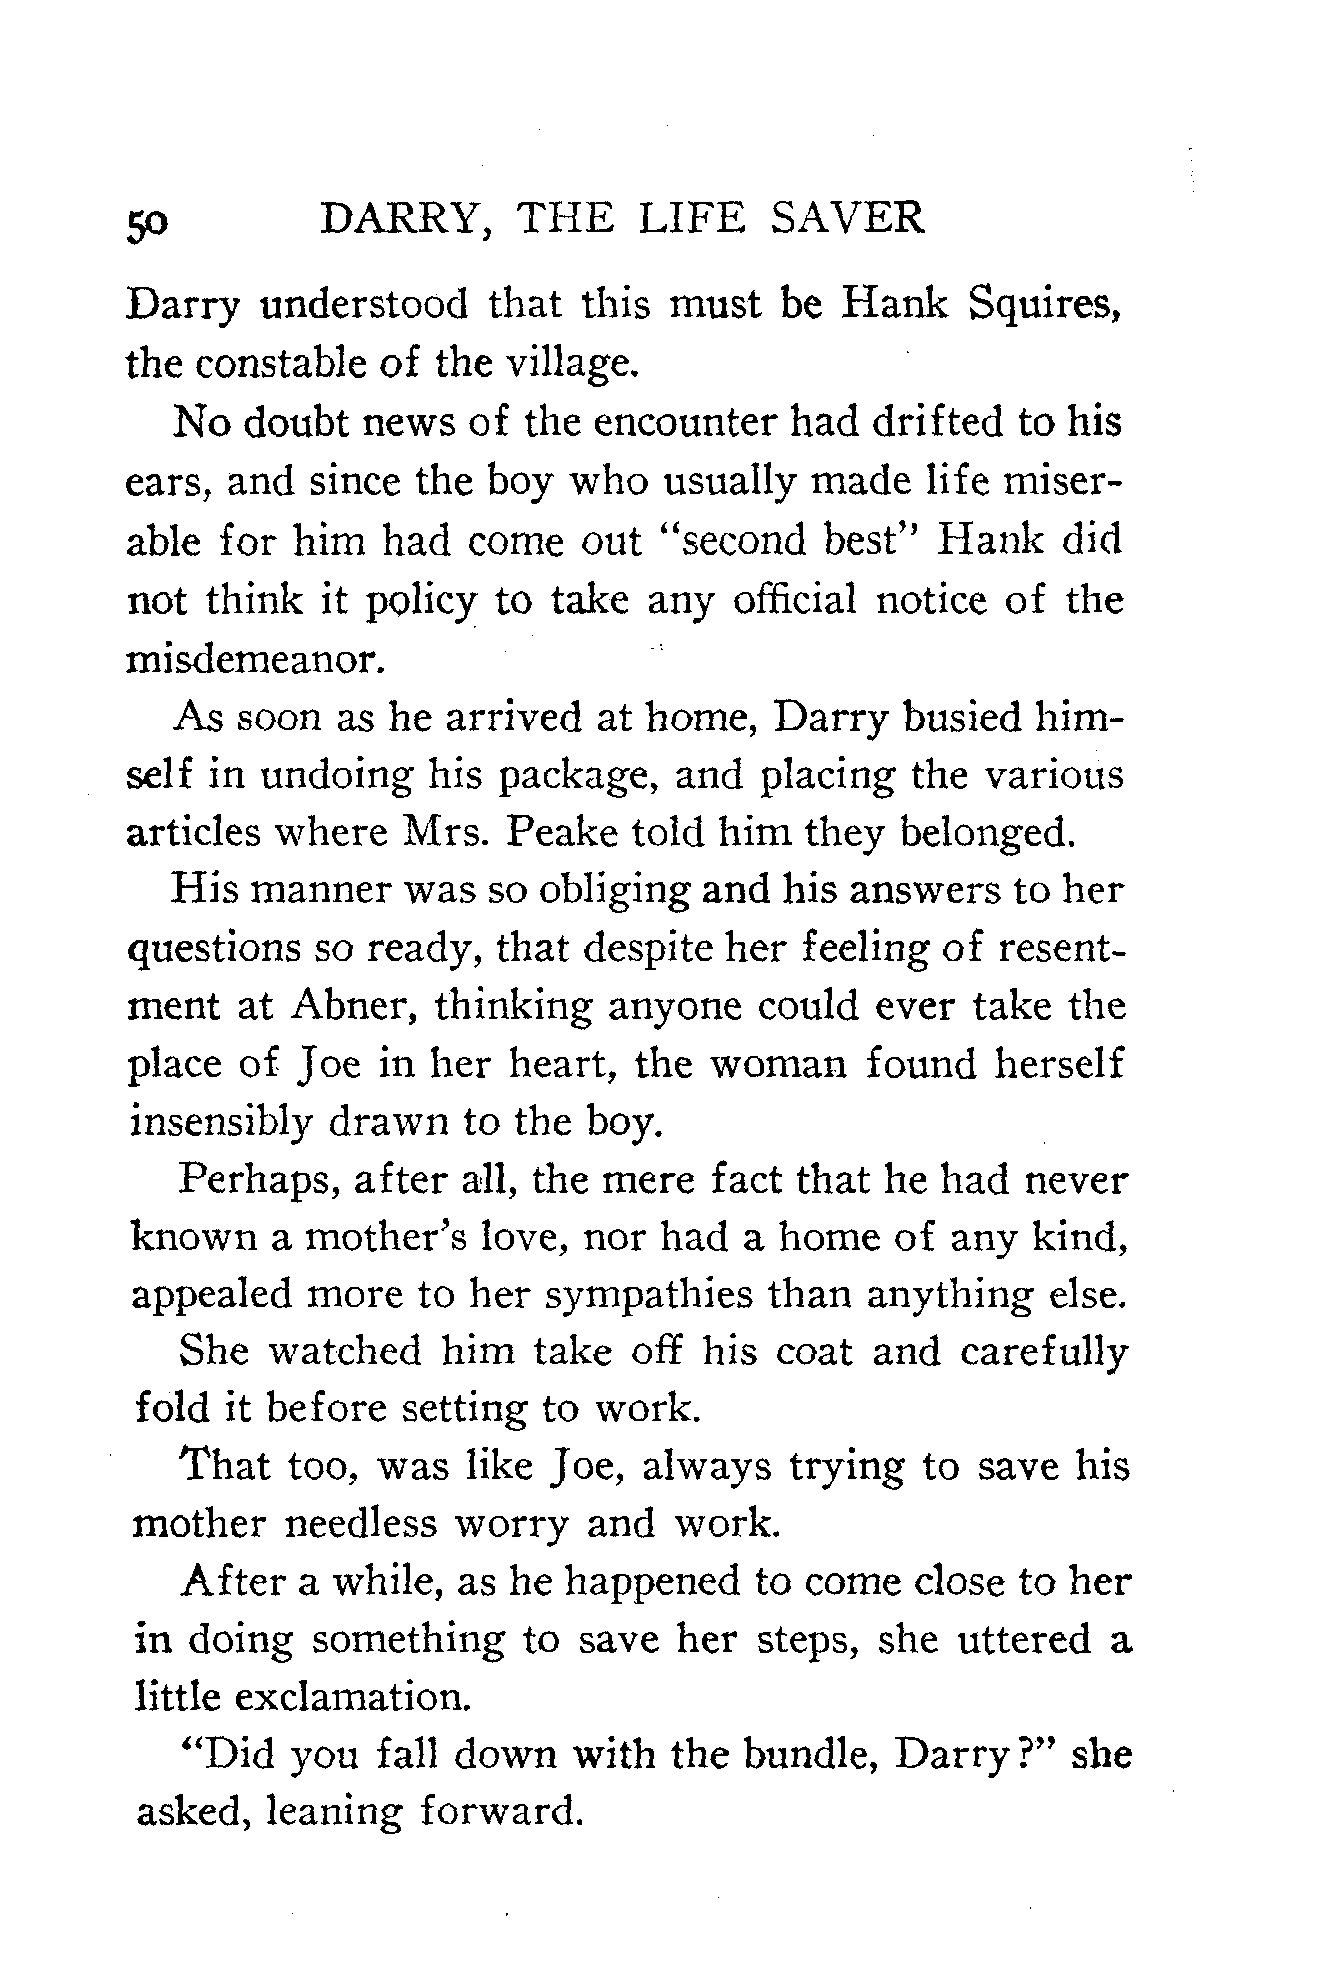 50 DARRY, THE LIFE SAVER
Darry understood that this must be Hank Squires,
the constable of the village.
No doubt news of the encounter had drifted to his
ears, and since the boy who usually made life miser-
able for him had come out “second best” Hank did
not think it policy to take any official notice of the
misdemeanor.
As soon as he arrived at home, Darry busied him-
self in undoing his package, and placing the various
articles where Mrs. Peake told him they belonged.
His manner was so obliging and his answers to her
questions so ready, that despite her feeling of resent-
ment at Abner, thinking anyone could ever take the
place of Joe in her heart, the woman found herself
insensibly drawn to the boy.
Perhaps, after all, the mere fact that he had never
known a mother’s love, nor had a home of any kind,
appealed more to her sympathies than anything else.
She watched him take off his coat and carefully
fold it before setting to work.
That too, was like Joe, always trying to save his
mother needless worry and work.
After a while, as he happened to come close to her
in doing something to save her steps, she uttered a
little exclamation.
“Did you fall down with the bundle, Darry?” she
asked, leaning forward.